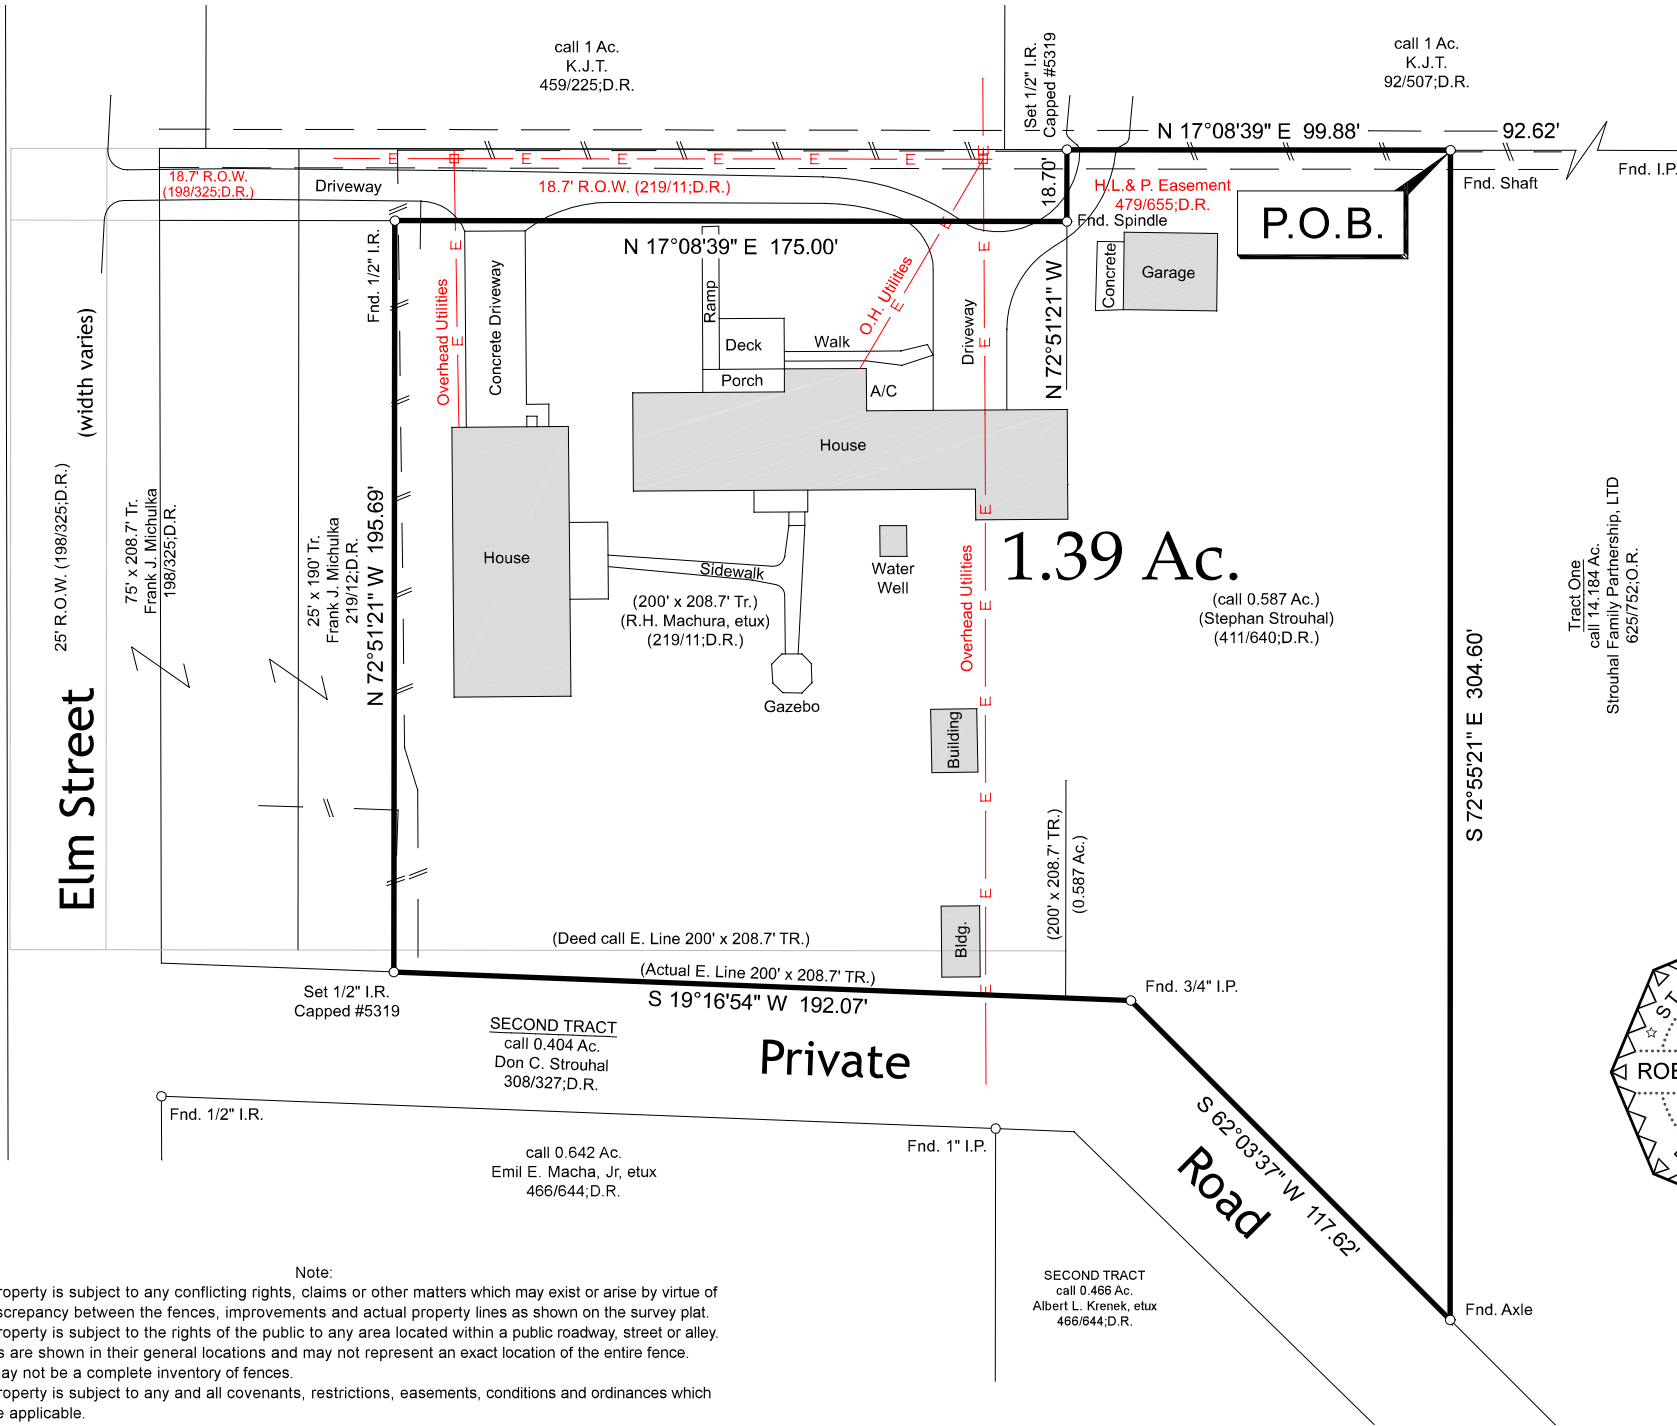 call 1 Ac.
K.J.T.
459/225;D.R.
Set 1/2" I.R.
Capped #5319
call 1 Ac.
K.J.T.
92/507;D.R.
N 17°08'39" E 99.88'
92.62'
Fnd. I.P.
Fnd. Shaft
18.7' R.O.W.
(198/325;D.R.)
Driveway
18.7' R.O.W. (219/11;D.R.)
18.70'
H.L.& P. Easement
479/655;D.R.
Fnd. Spindle
P.O.B.
N 17°08'39" E 175.00'
Fnd. 1/2" I.R.
Overhead Utilities
Concrete Driveway
Ramp
Deck
Walk
Porch
A/C
O.H. Utilities
Driveway
N 72°51'21" W
Concrete
Garage
House
House
Sidewalk
Water
Well
1.39 Ac.
(200' x 208.7' Tr.)
(R.H. Machura, etux)
(219/11;D.R.)
(call 0.587 Ac.)
(Stephan Strouhal)
(411/640;D.R.)
Overhead Utilities
Gazebo
Building
Bldg.
(width varies)
25' R.O.W. (198/325;D.R.)
Elm Street
75' x 208.7' Tr.
Frank J. Michulka
198/325;D.R.
25' x 190' Tr.
Frank J. Michulka
219/12;D.R.
N 72°51'21" W 195.69'
S 72°55'21" E 304.60'
Tract One
call 14.184 Ac.
Strouhal Family Partnership, LTD
625/752;O.R.
(200' x 208.7' TR.)
(0.587 Ac.)
(Deed call E. Line 200' x 208.7' TR.)
(Actual E. Line 200' x 208.7' TR.)
S 19°16'54" W 192.07'
Set 1/2" I.R.
Capped #5319
Fnd. 3/4" I.P.
SECOND TRACT
call 0.404 Ac.
Don C. Strouhal
308/327;D.R.
Private
Road
S 62°03'37" W 117.62'
Fnd. 1/2" I.R.
Fnd. 1" I.P.
call 0.642 Ac.
Emil E. Macha, Jr, etux
466/644;D.R.
SECOND TRACT
call 0.466 Ac.
Albert L. Krenek, etux
466/644;D.R.
Fnd. Axle
ST
ROB
Note:
roperty is subject to any conflicting rights, claims or other matters which may exist or arise by virtue of
screpancy between the fences, improvements and actual property lines as shown on the survey plat.
roperty is subject to the rights of the public to any area located within a public roadway, street or alley.
s are shown in their general locations and may not represent an exact location of the entire fence.
ay not be a complete inventory of fences.
roperty is subject to any and all covenants, restrictions, easements, conditions and ordinances which
e applicable.